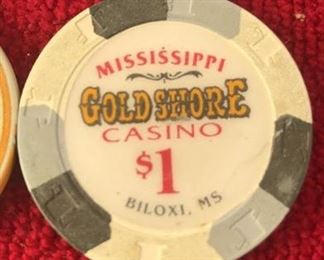 MISSISSIPPI
GOLD SHORE
CASINO
$1
BILOXI, MS